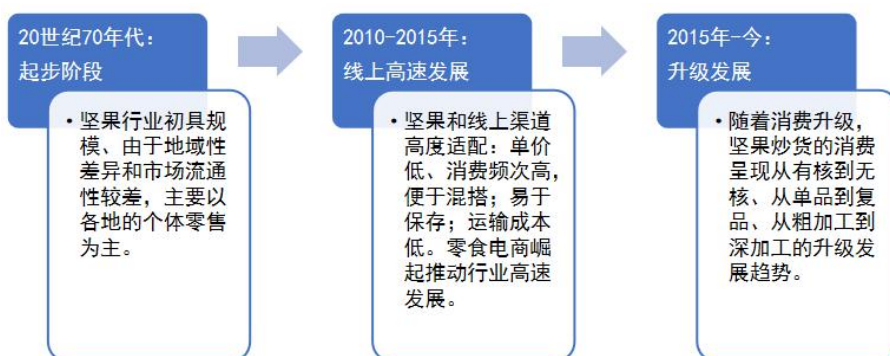 20世纪70年代：
起步阶段
• 坚果行业初具规
模、由于地域性
差异和市场流通
性较差，主要以
各地的个体零售
为主。
2010-2015年：
线上高速发展
• 坚果和线上渠道
高度适配：单价
低、消费频次高，
便于混搭；易于
保存；运输成本
低。零食电商崛
起推动行业高速
发展。
2015年-今：
升级发展
• 随着消费升级，
坚果炒货的消费
呈现从有核到无
核、从单品到复
品、从粗加工到
深加工的升级发
展趋势。